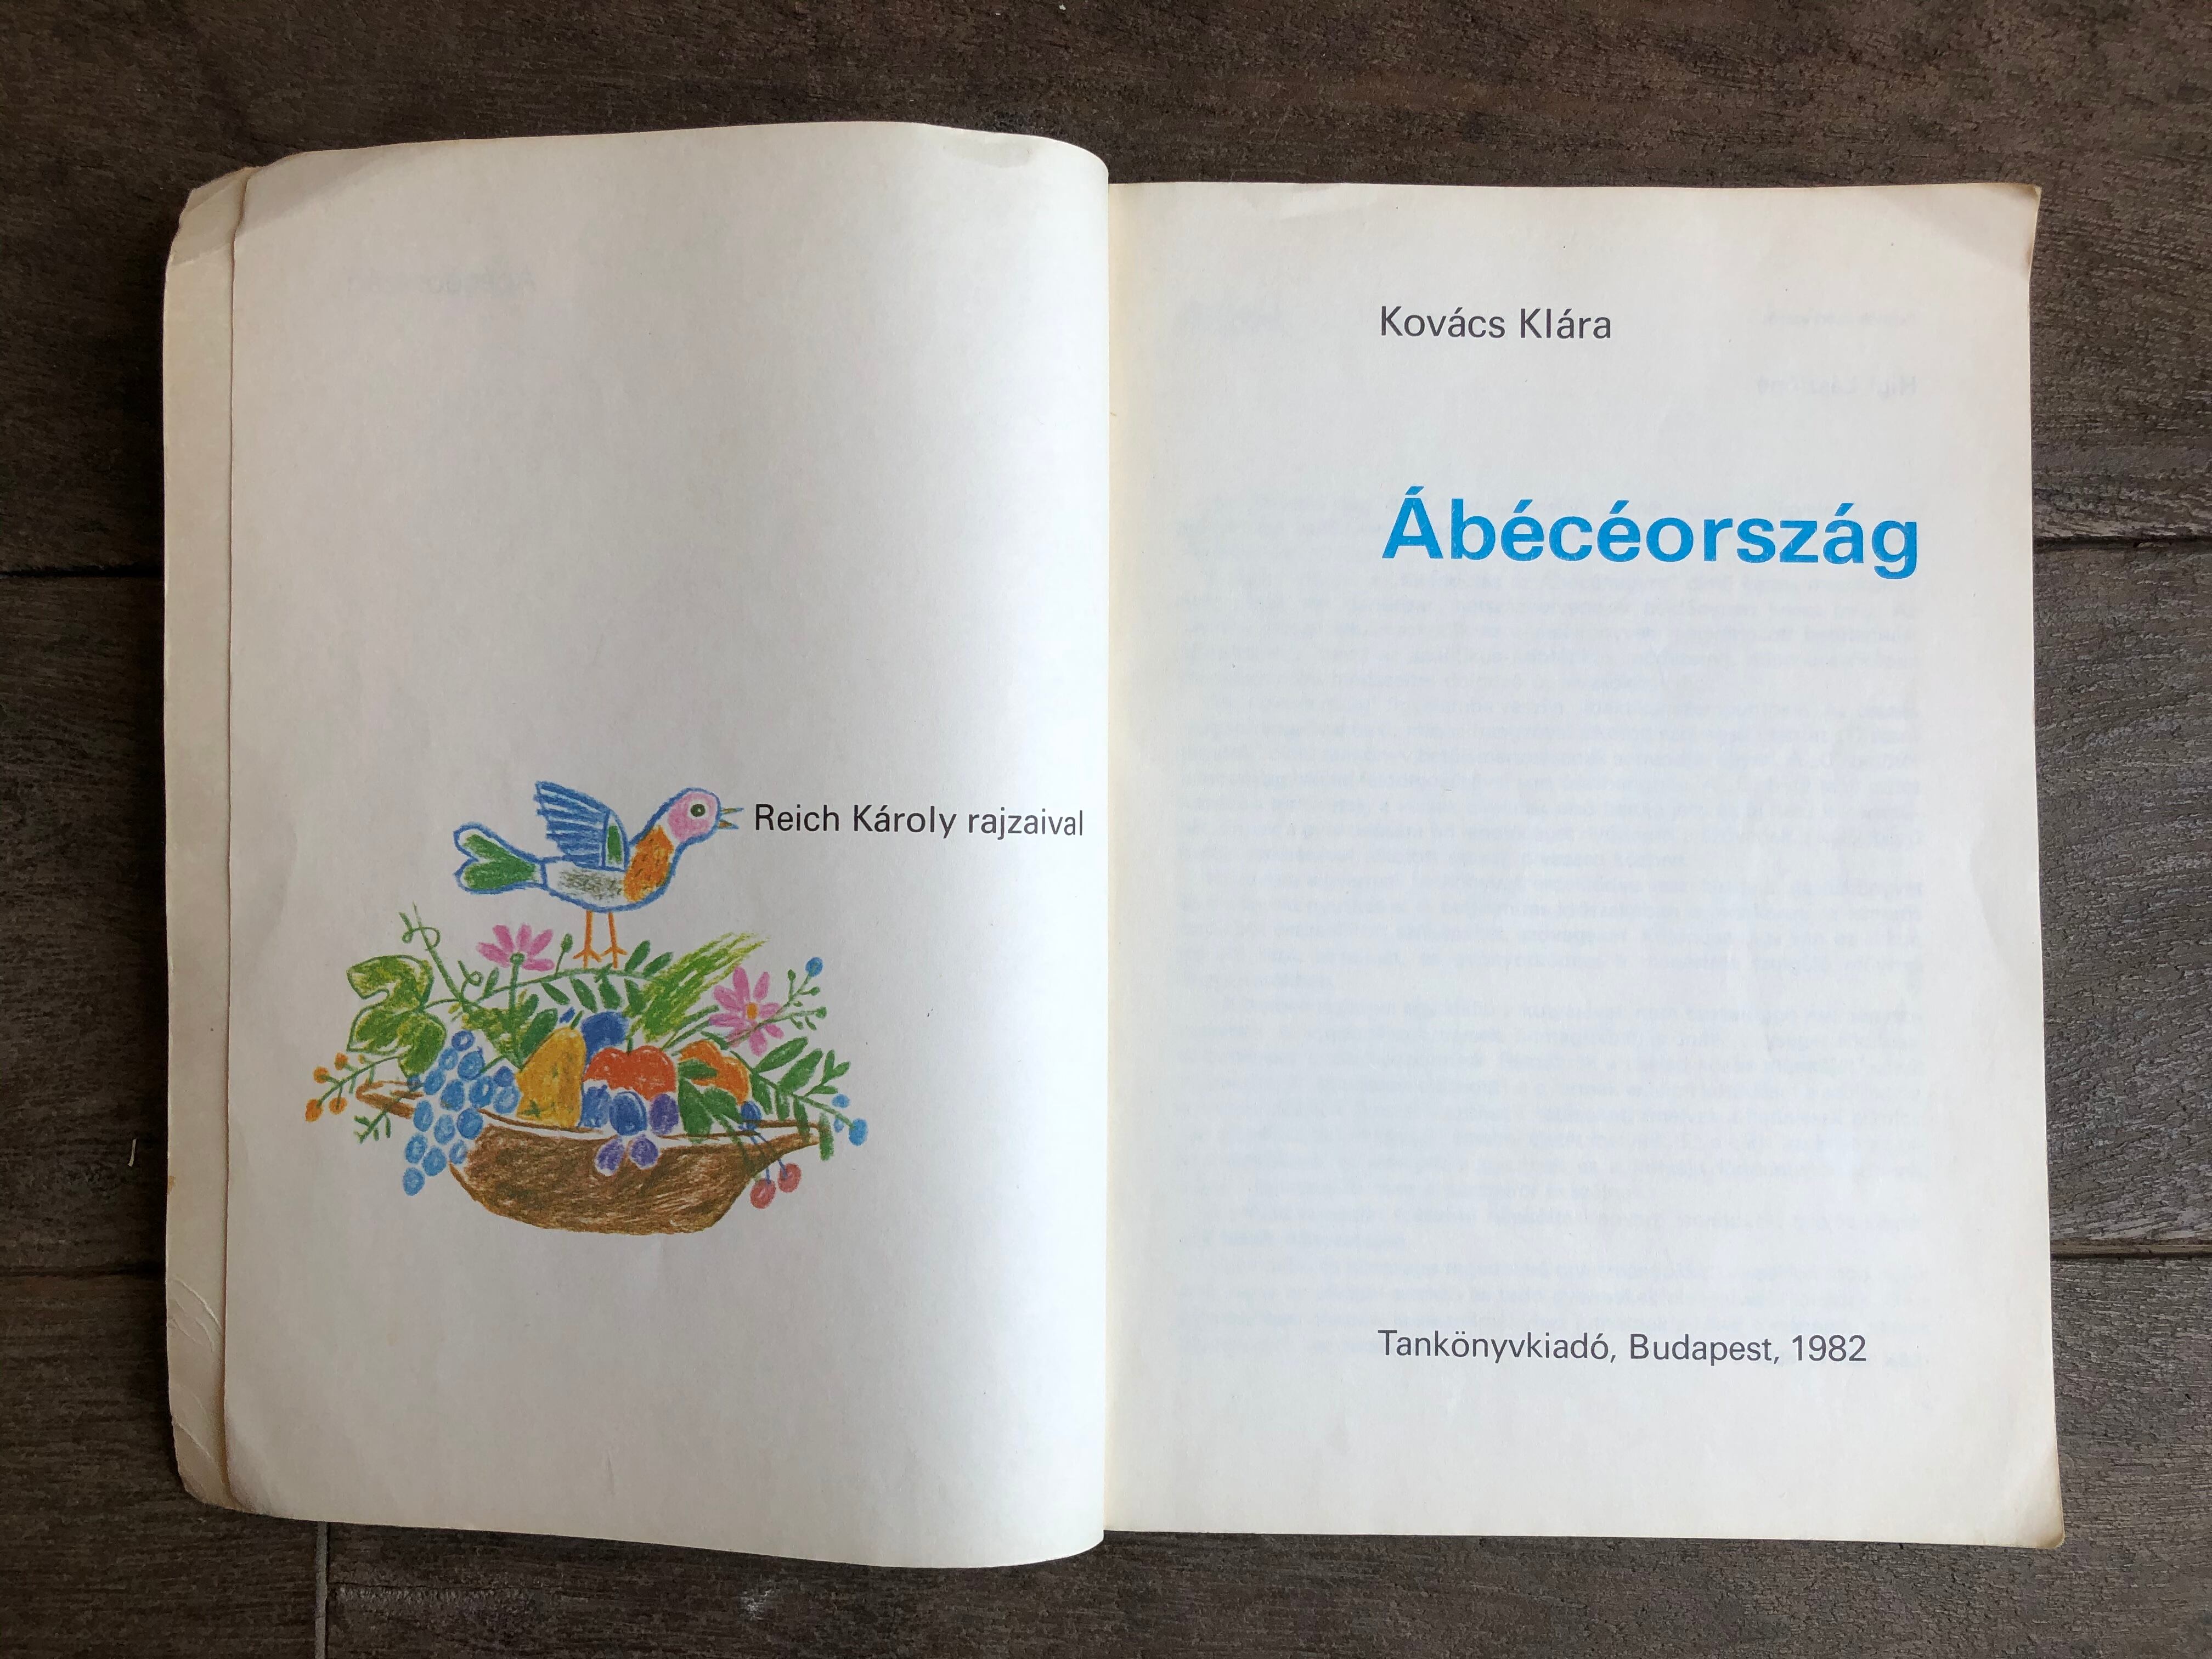 Reich Károly rajzaival
Kovács Klára
Ábécéország
Tankönyvkiadó, Budapest, 1982